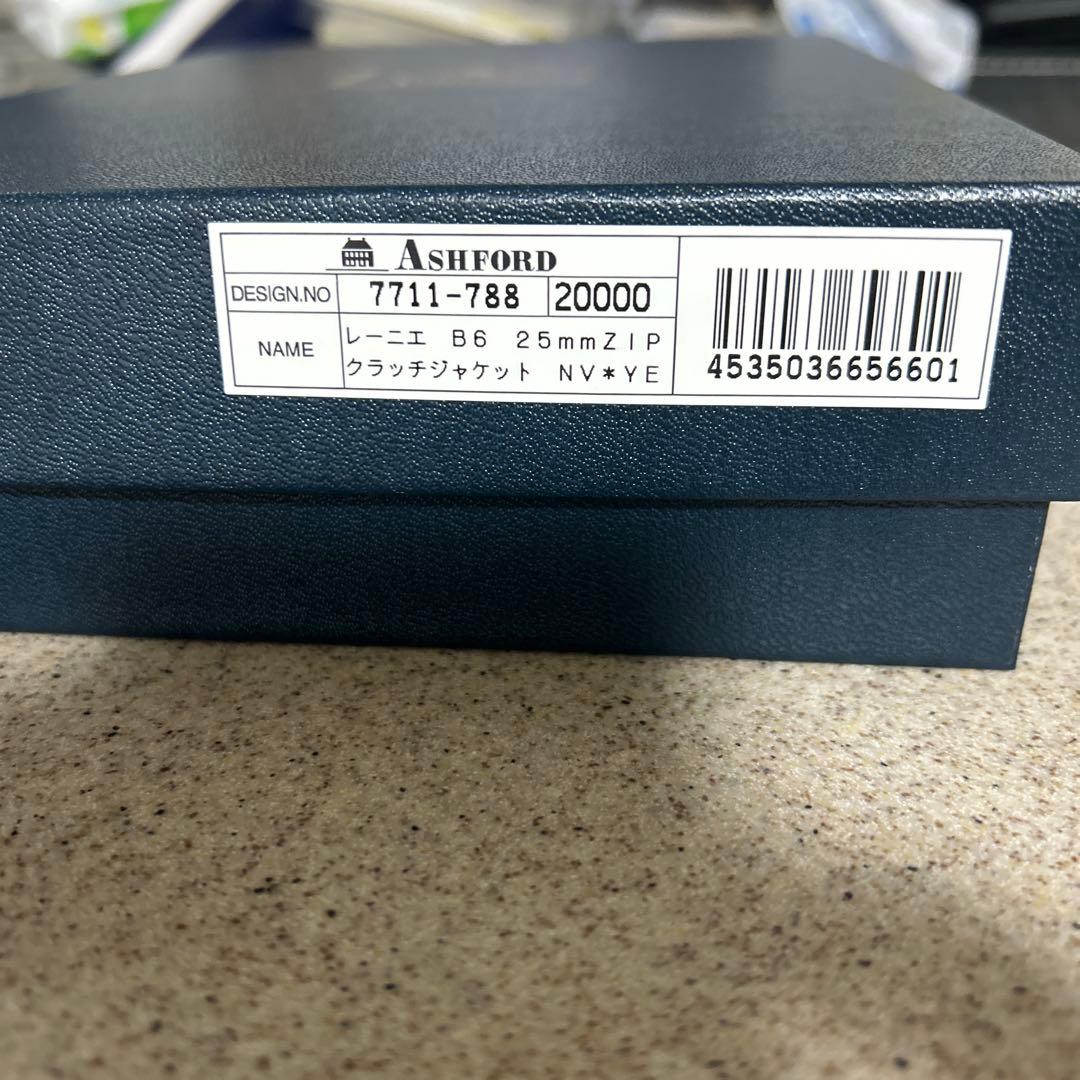 ASHFORD
DESIGN.NO 7711-788 20000
NAME レーニエ B6 25mmZIP
クラッチジャケット NV*YE
4535036656601